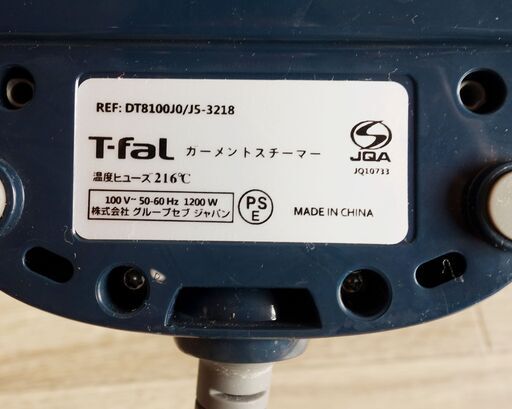 REF: DT8100J0/J5-3218
T-faL ガーメントスチーマー
JQA
JQ10733
温度ヒューズ 216℃
100 V~ 50-60 Hz 1200 W
株式会社 グループセブ ジャパン
PS
E
MADE IN CHINA